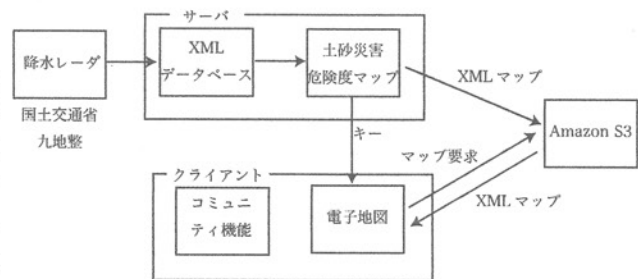 サーバ
降水レーダ
国土交通省
九地整
XML
データベース
土砂災害
危険度マップ
XML マップ
Amazon S3
キー
マップ要求
XML マップ
クライアント
コミュニ
ティ機能
電子地図